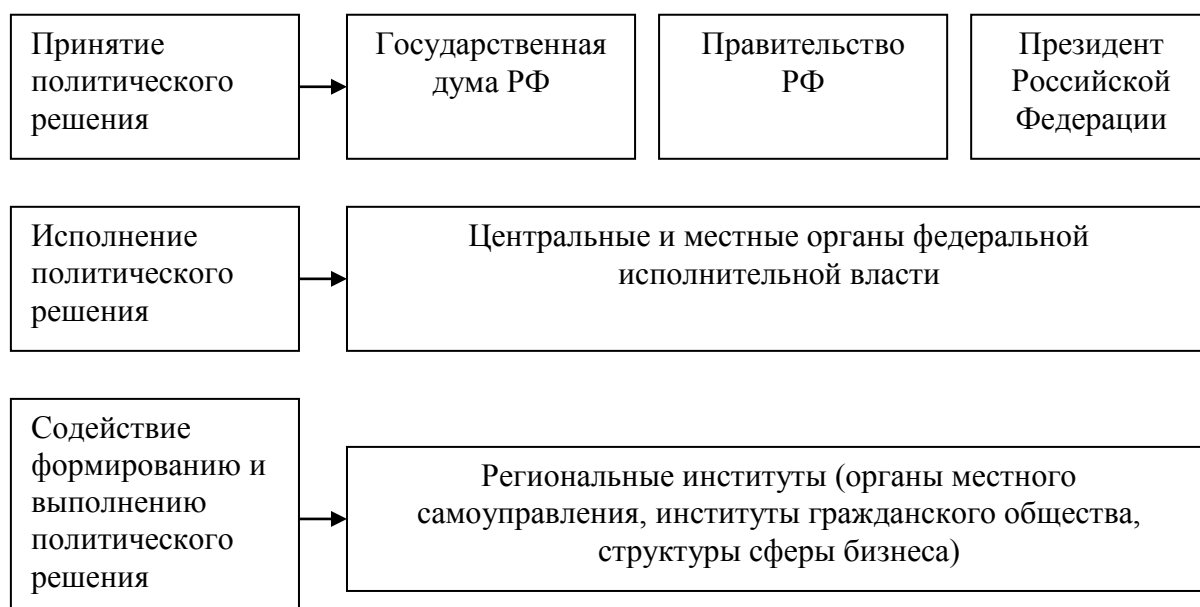 Принятие
политического
решения
Государственная
дума РФ
Правительство
РФ
Президент
Российской
Федерации
Исполнение
политического
решения
Центральные и местные органы федеральной
исполнительной власти
Содействие
формированию и
выполнению
политического
решения
Региональные институты (органы местного
самоуправления, институты гражданского общества,
структуры сферы бизнеса)